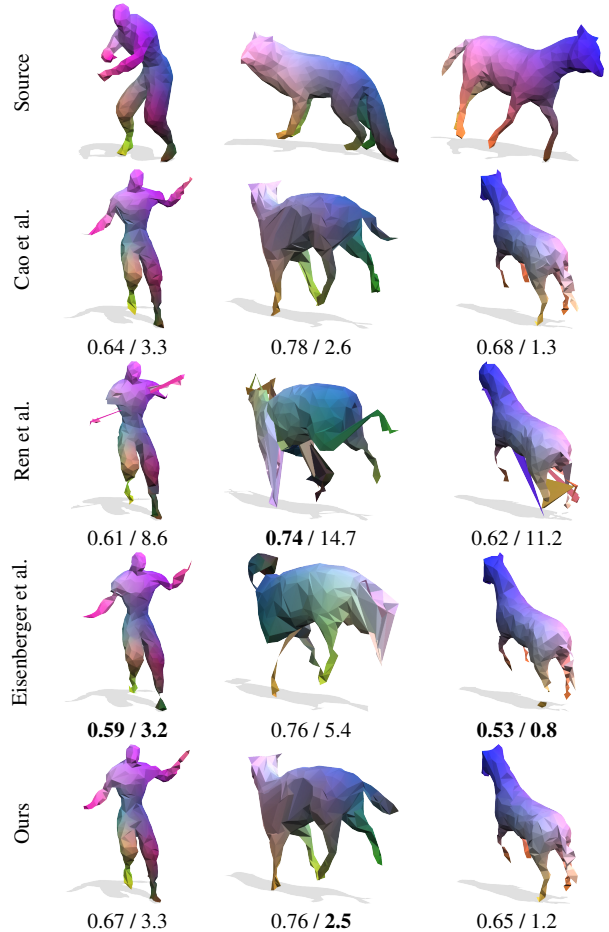 Source
Cao et al.
0.64 / 3.3
0.78 / 2.6
0.68 / 1.3
Ren et al.
0.61 / 8.6
0.74 / 14.7
0.62 / 11.2
Eisenberger et al.
0.59 / 3.2
0.76 / 5.4
0.53 / 0.8
Ours
0.67 / 3.3
0.76 / 2.5
0.65 / 1.2